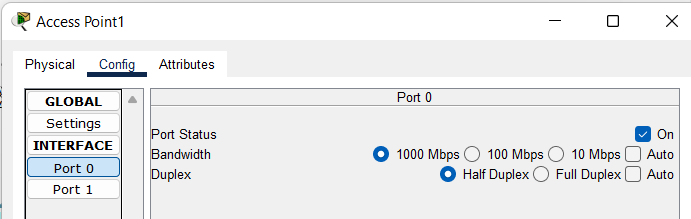 Access Point1
Physical Config Attributes
GLOBAL
Settings
INTERFACE
Port 0
Port 1
Port 0
Port Status On
Bandwidth 1000 Mbps 100 Mbps 10 Mbps Auto
Duplex Half Duplex Full Duplex Auto